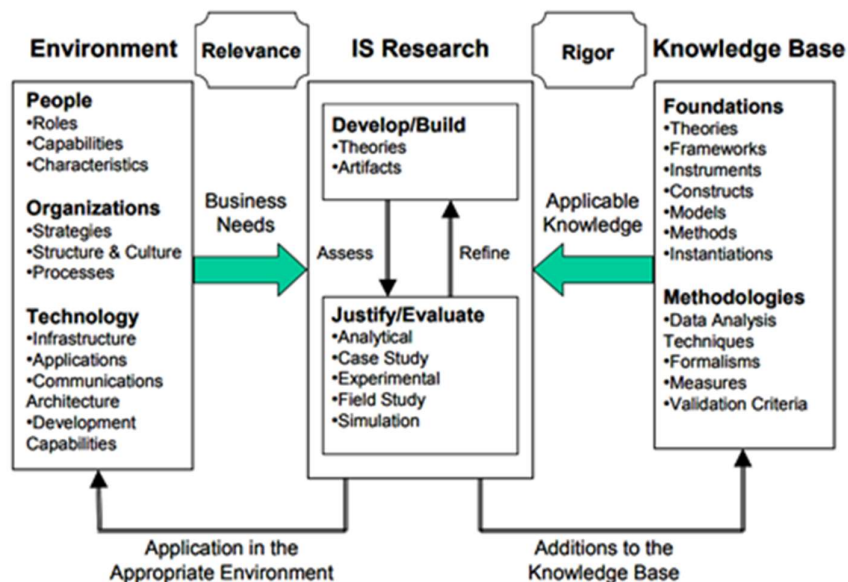 Environment
Relevance
IS Research
Rigor
Knowledge Base
People
•Roles
•Capabilities
•Characteristics
Organizations
•Strategies
•Structure & Culture
•Processes
Technology
•Infrastructure
•Applications
•Communications
Architecture
•Development
Capabilities
Business
Needs
Develop/Build
•Theories
•Artifacts
Assess
Refine
Justify/Evaluate
•Analytical
•Case Study
•Experimental
•Field Study
•Simulation
Applicable
Knowledge
Foundations
•Theories
•Frameworks
•Instruments
•Constructs
•Models
•Methods
•Instantiations
Methodologies
•Data Analysis
Techniques
•Formalisms
•Measures
•Validation Criteria
Application in the
Appropriate Environment
Additions to the
Knowledge Base